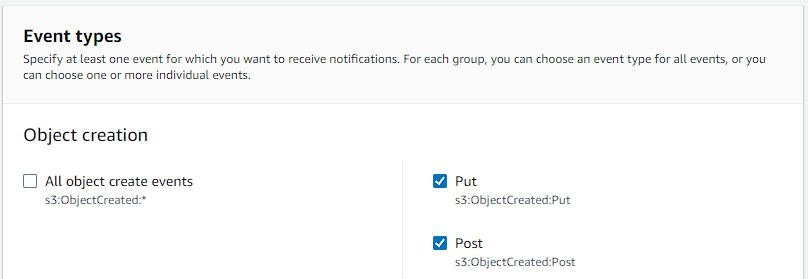 Event types
Specify at least one event for which you want to receive notifications. For each group, you can choose an event type for all events, or you
can choose one or more individual events.
Object creation
All object create events
s3:ObjectCreated:*
Put
s3:ObjectCreated:Put
Post
s3:ObjectCreated:Post